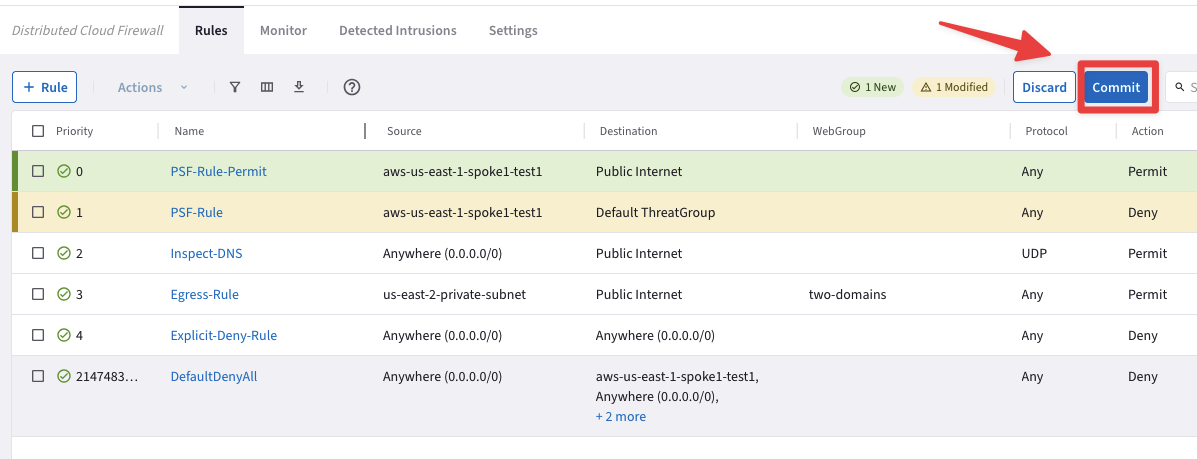 Distributed Cloud Firewall Rules Monitor Detected Intrusions Settings
+ Rule Actions 1 New 1 Modified Discard Commit S
Priority Name Source Destination WebGroup Protocol Action
0 PSF-Rule-Permit aws-us-east-1-spoke1-test1 Public Internet Any Permit
1 PSF-Rule aws-us-east-1-spoke1-test1 Default ThreatGroup Any Deny
2 Inspect-DNS Anywhere (0.0.0.0/0) Public Internet UDP Permit
3 Egress-Rule us-east-2-private-subnet Public Internet two-domains Any Permit
4 Explicit-Deny-Rule Anywhere (0.0.0.0/0) Anywhere (0.0.0.0/0) Any Deny
2147483... DefaultDenyAll Anywhere (0.0.0.0/0) aws-us-east-1-spoke1-test1, Any Deny
Anywhere (0.0.0.0/0),
+ 2 more